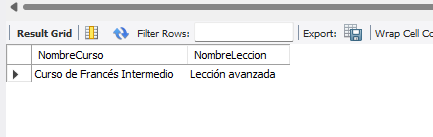 Result Grid Filter Rows: Export: Wrap Cell Co
NombreCurso NombreLeccion
Curso de Francés Intermedio Lección avanzada